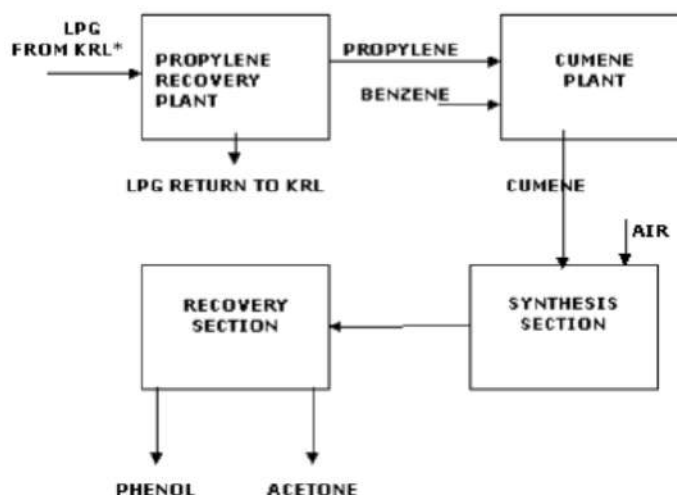 LPG
FROM KRL*
PROPYLENE
RECOVERY
PLANT
PROPYLENE
BENZENE
CUMENE
PLANT
LPG RETURN TO KRL
CUMENE
AIR
RECOVERY
SECTION
SYNTHESIS
SECTION
PHENOL
ACETONE